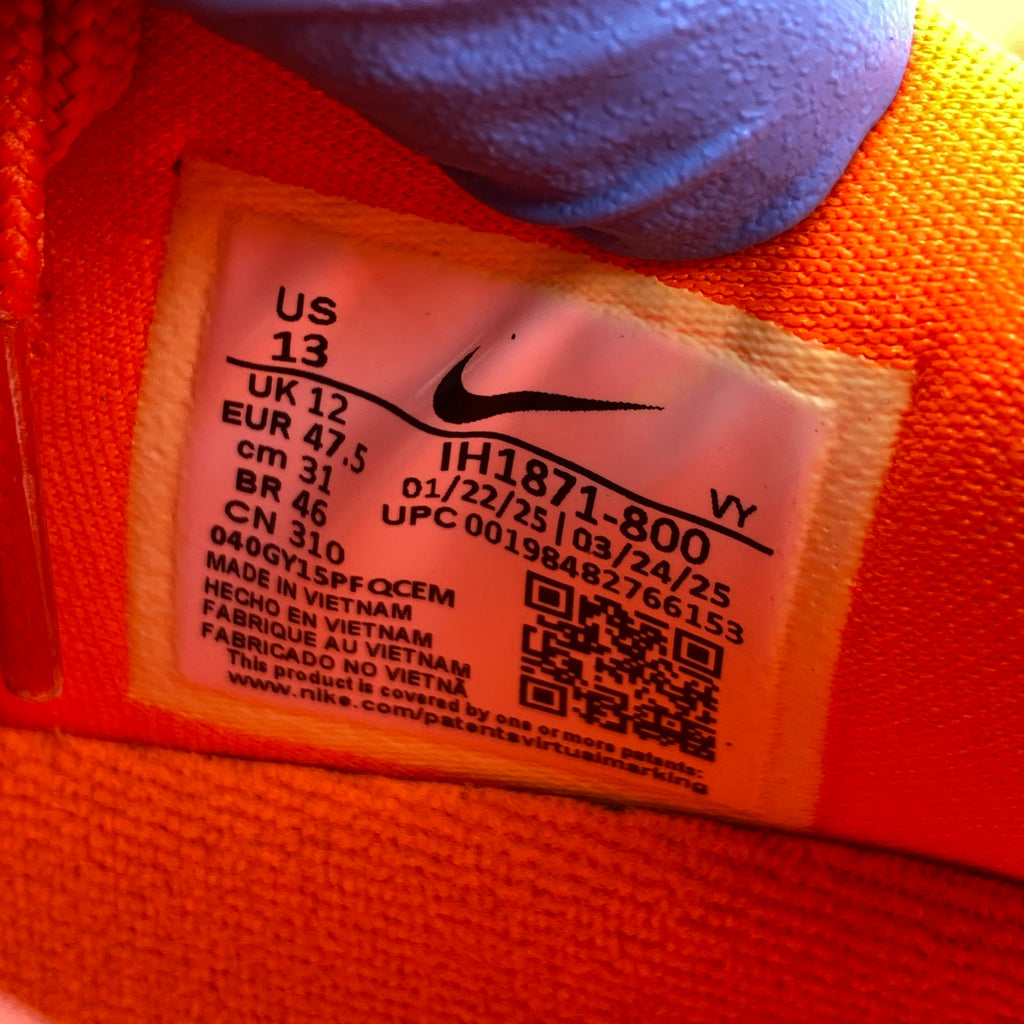 US
13
UK 12
EUR 47.5
cm 31
BR 46
CN 310
040GY15PFQCEM
MADE IN VIETNAM
HECHO EN VIETNAM
FABRIQUE AU VIETNAM
FABRICADO NO VIETNÃ
This product is covered by one or more patents:
www.nike.com/patentsvirtualmarking
VY
IH1871-800
01/22/25 | 03/24/25
UPC 00198482766153